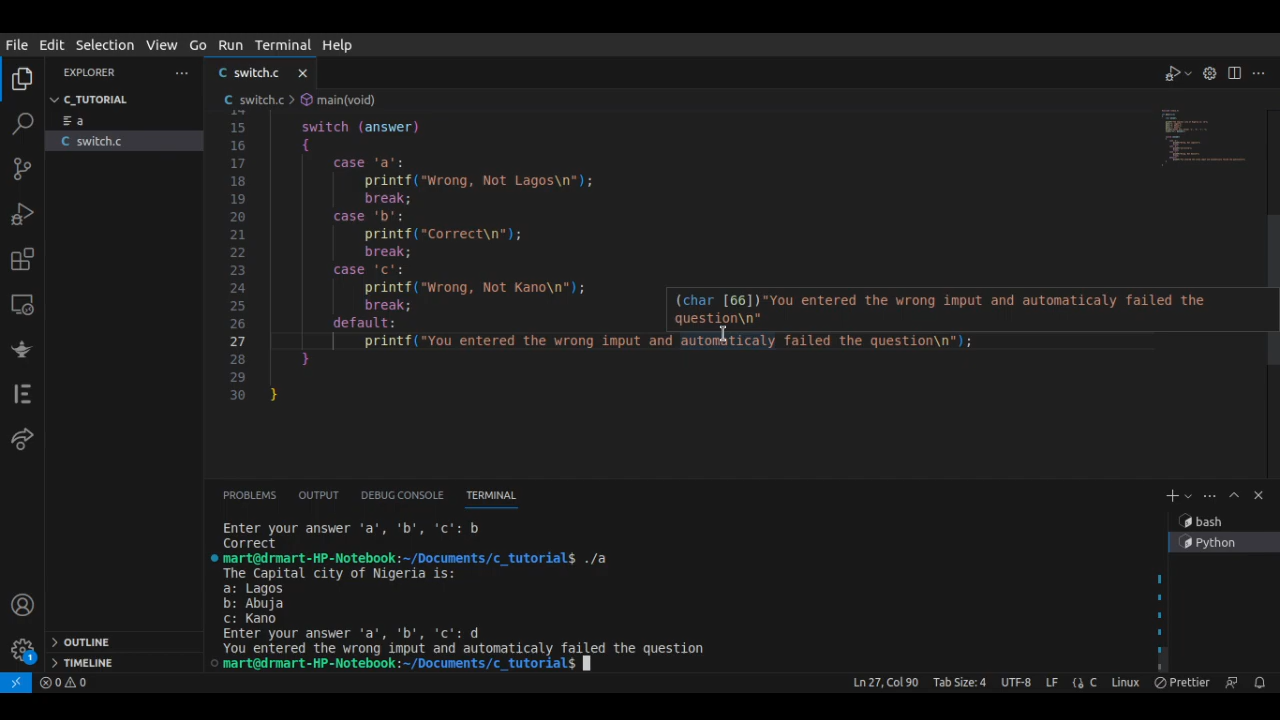 File Edit Selection View Go Run Terminal Help
EXPLORER
switch.c
C_TUTORIAL
switch.c > main(void)
a
switch.c
14
15 switch (answer)
16 {
17 case 'a':
18 printf("Wrong, Not Lagos\n");
19 break;
20 case 'b':
21 printf("Correct\n");
22 break;
23 case 'c':
24 printf("Wrong, Not Kano\n");
25 break;
(char [66])"You entered the wrong imput and automaticaly failed the
question\n"
26 default:
27 printf("You entered the wrong imput and automaticaly failed the question\n");
28 }
29
30 }
PROBLEMS OUTPUT DEBUG CONSOLE TERMINAL
Enter your answer 'a', 'b', 'c': b
Correct
mart@drmart-HP-Notebook:~/Documents/c_tutorial$ ./a
The Capital city of Nigeria is:
a: Lagos
b: Abuja
c: Kano
Enter your answer 'a', 'b', 'c': d
You entered the wrong imput and automaticaly failed the question
mart@drmart-HP-Notebook:~/Documents/c_tutorial$
bash
Python
OUTLINE
TIMELINE
1
0 0 Ln 27, Col 90 Tab Size: 4 UTF-8 LF {} C Linux Prettier